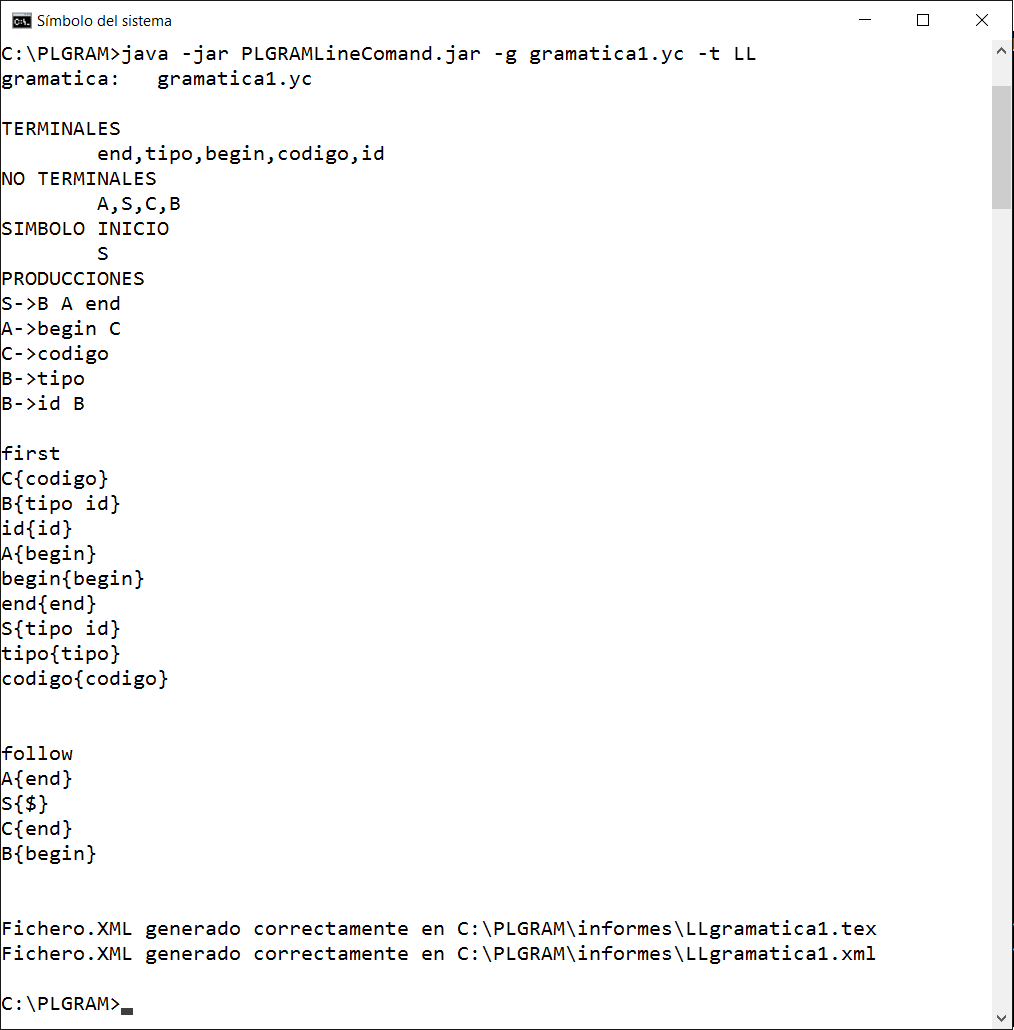 Símbolo del sistema
C:\PLGRAM>java -jar PLGRAMLineComand.jar -g gramatica1.yc -t LL
gramatica:   gramatica1.yc
TERMINALES
end,tipo,begin,codigo,id
NO TERMINALES
A,S,C,B
SIMBOLO INICIO
S
PRODUCCIONES
S->B A end
A->begin C
C->codigo
B->tipo
B->id B
first
C{codigo}
B{tipo id}
id{id}
A{begin}
begin{begin}
end{end}
S{tipo id}
tipo{tipo}
codigo{codigo}
follow
A{end}
S{$}
C{end}
B{begin}
Fichero.XML generado correctamente en C:\PLGRAM\informes\LLgramatica1.tex
Fichero.XML generado correctamente en C:\PLGRAM\informes\LLgramatica1.xml
C:\PLGRAM>